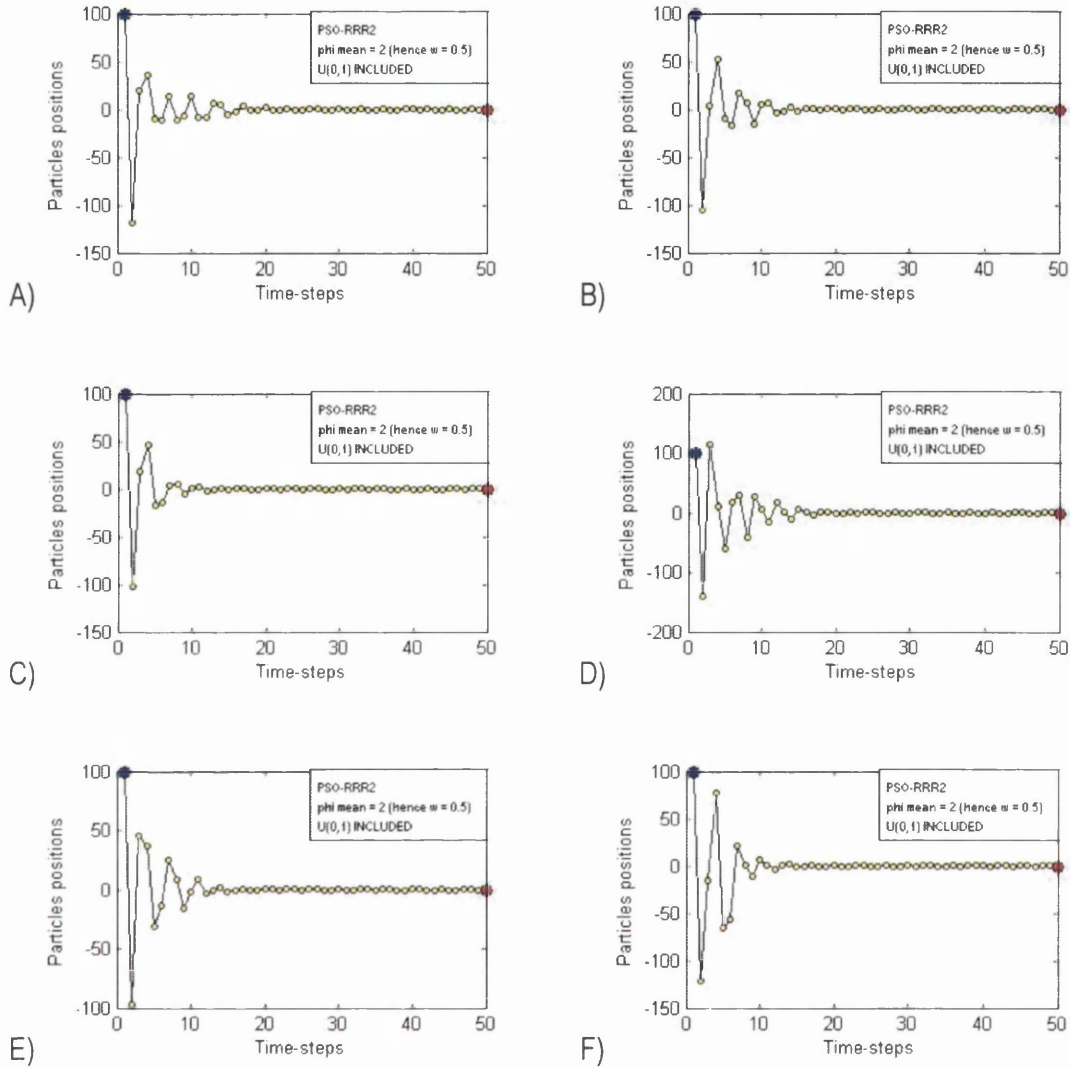 100
50
0
-50
-100
-150
Particles positions
PSO-RRR2
phi mean = 2 (hence w = 0.5)
U(0,1) INCLUDED
0 10 20 30 40 50
Time-steps
A)
100
50
0
-50
-100
-150
Particles positions
PSO-RRR2
phi mean = 2 (hence w = 0.5)
U(0,1) INCLUDED
0 10 20 30 40 50
Time-steps
B)
100
50
0
-50
-100
-150
Particles positions
PSO-RRR2
phi mean = 2 (hence w = 0.5)
U(0,1) INCLUDED
0 10 20 30 40 50
Time-steps
C)
200
100
0
-100
-200
Particles positions
PSO-RRR2
phi mean = 2 (hence w = 0.5)
U(0,1) INCLUDED
0 10 20 30 40 50
Time-steps
D)
100
50
0
-50
-100
Particles positions
PSO-RRR2
phi mean = 2 (hence w = 0.5)
U(0,1) INCLUDED
0 10 20 30 40 50
Time-steps
E)
100
50
0
-50
-100
-150
Particles positions
PSO-RRR2
phi mean = 2 (hence w = 0.5)
U(0,1) INCLUDED
0 10 20 30 40 50
Time-steps
F)